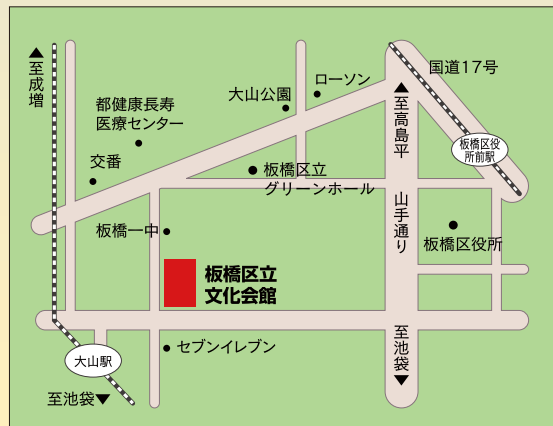 ▲至成増
都健康長寿
医療センター
交番
大山公園
ローソン
国道17号
▲至高島平
板橋区役
所前駅
板橋区立
グリーンホール
山手通り
板橋一中
板橋区役所
板橋区立
文化会館
セブンイレブン
大山駅
至池袋▼
至池袋▼